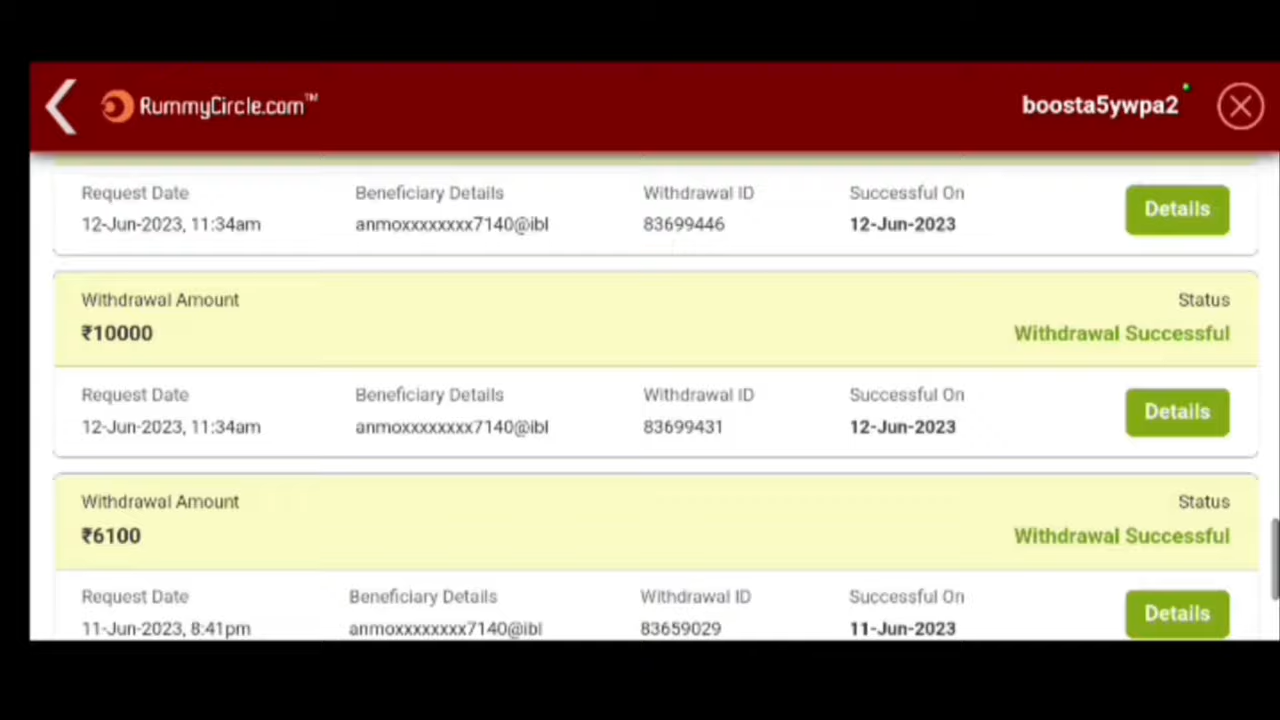 RummyCircle.com™ boosta5ywpa2
Request Date Beneficiary Details Withdrawal ID Successful On
12-Jun-2023, 11:34am anmoxxxxxxxx7140@ibl 83699446 12-Jun-2023 Details
Withdrawal Amount Status
₹10000 Withdrawal Successful
Request Date Beneficiary Details Withdrawal ID Successful On
12-Jun-2023, 11:34am anmoxxxxxxxx7140@ibl 83699431 12-Jun-2023 Details
Withdrawal Amount Status
₹6100 Withdrawal Successful
Request Date Beneficiary Details Withdrawal ID Successful On
11-Jun-2023, 8:41pm anmoxxxxxxxx7140@ibl 83659029 11-Jun-2023 Details